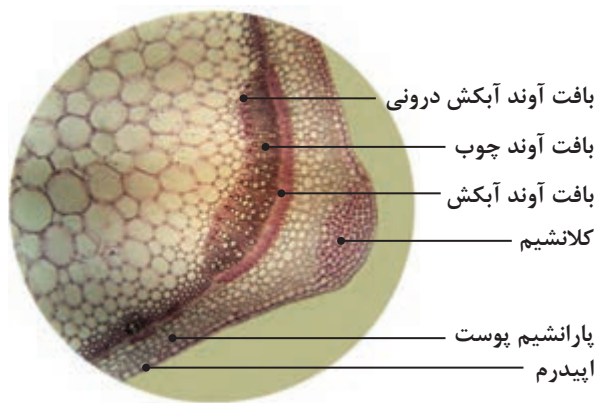 بافت آوند آبکش درونی
بافت آوند چوب
بافت آوند آبکش
کلانشیم
پارانشیم پوست
اپیدرم